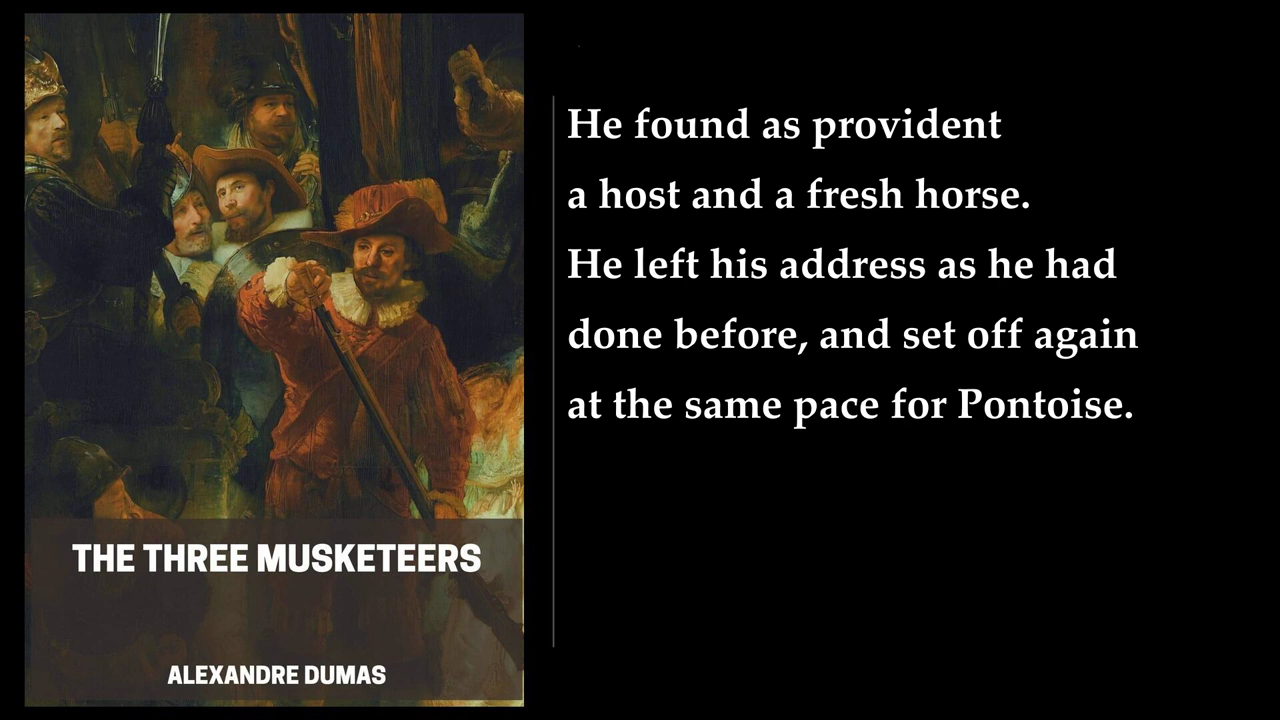 THE THREE MUSKETEERS
ALEXANDRE DUMAS
He found as provident
a host and a fresh horse.
He left his address as he had
done before, and set off again
at the same pace for Pontoise.